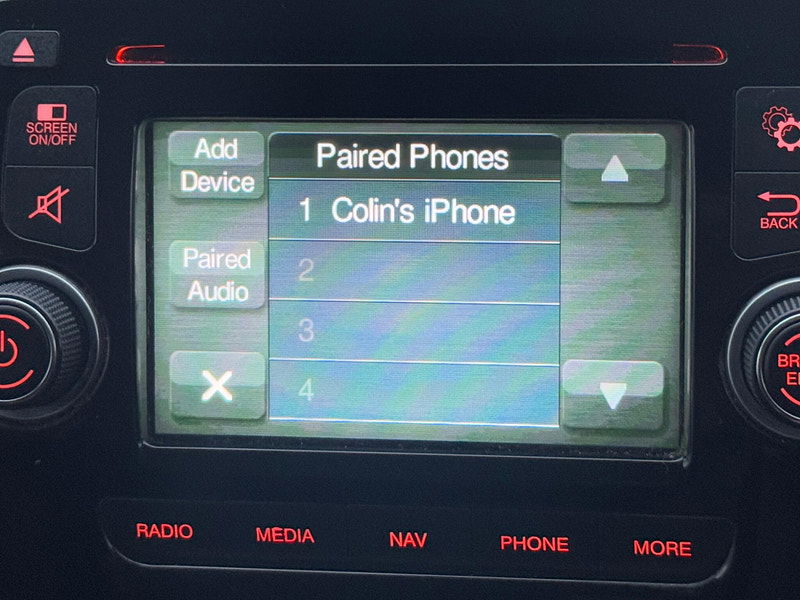 SCREEN
ON/OFF
Add
Device
Paired Phones
1 Colin's iPhone
2
3
4
Paired
Audio
BACK
RADIO
MEDIA
NAV
PHONE
MORE